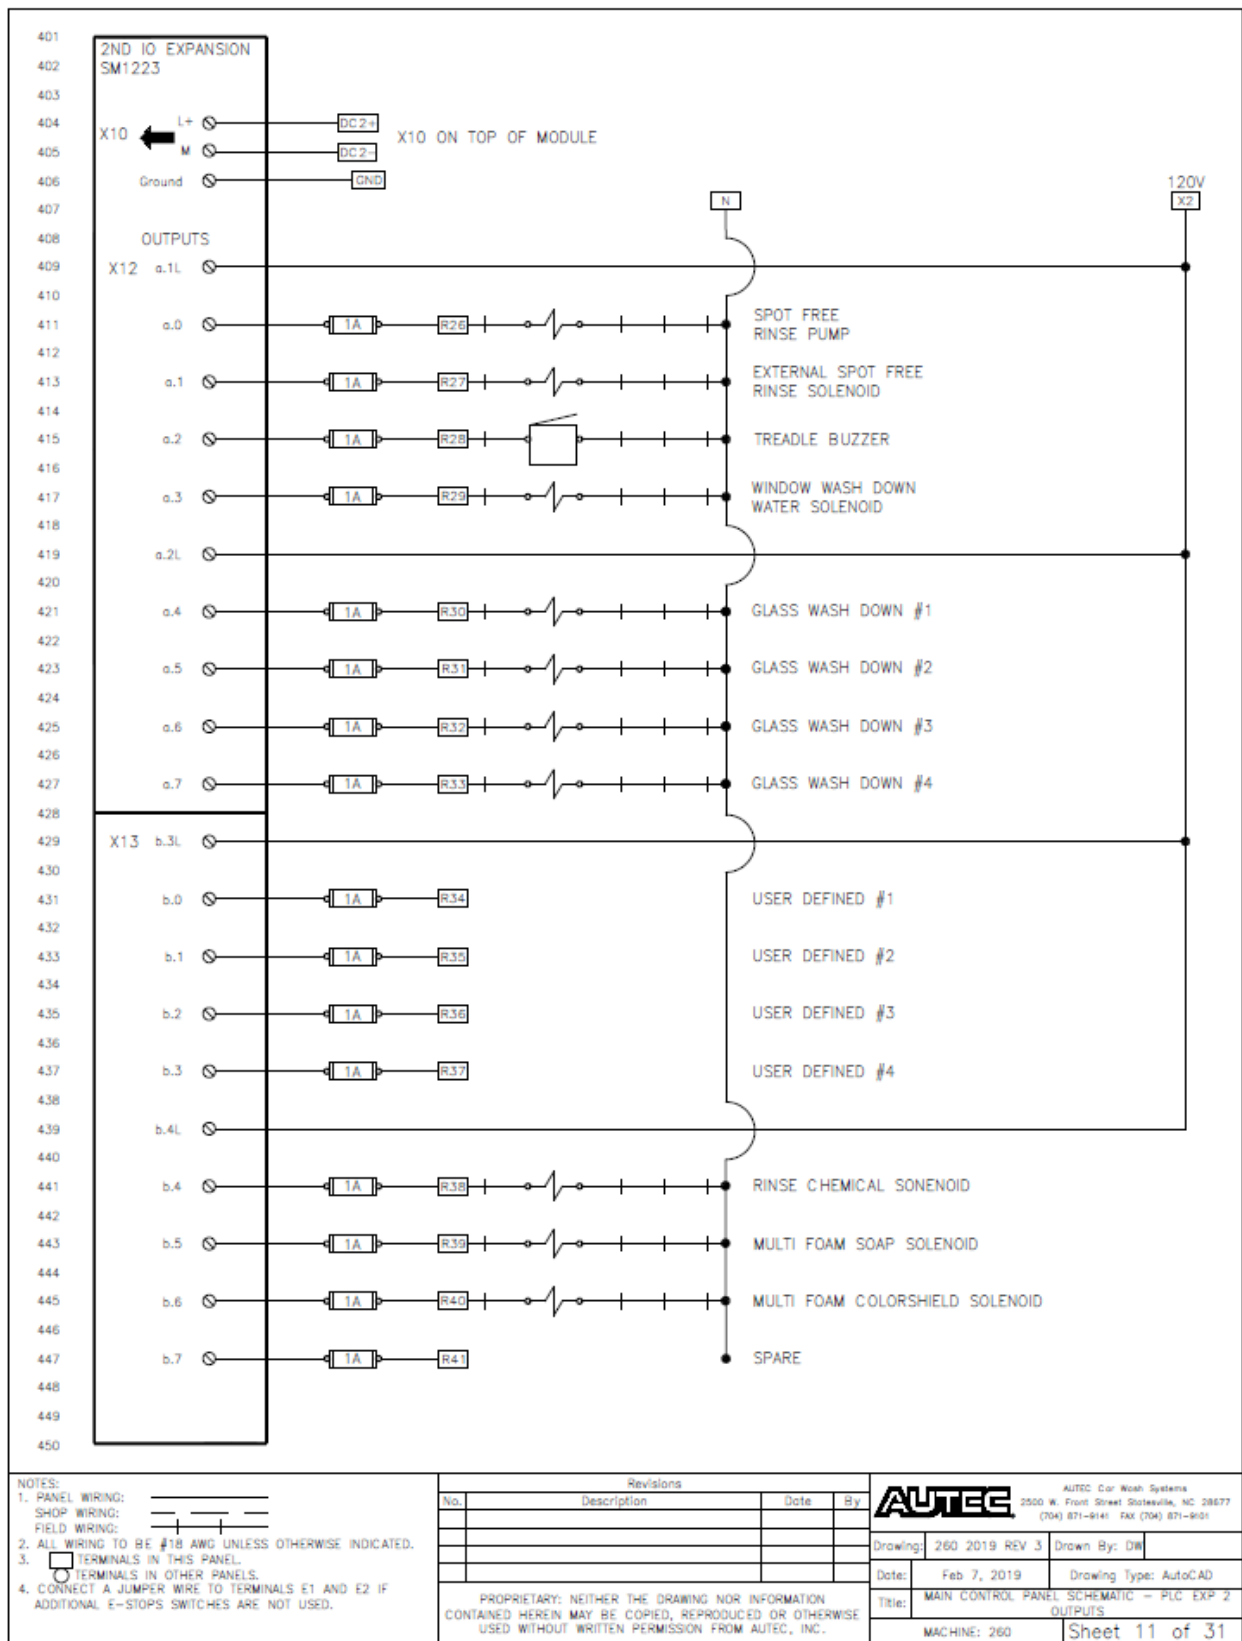 401
2ND IO EXPANSION
402 SM1223
403
404 L+ DC2+
X10 X10 ON TOP OF MODULE
405 M DC2-
406 Ground GND 120V
407 N X2
408 OUTPUTS
409 X12 a.1L
410
411 a.0 1A R26 SPOT FREE
RINSE PUMP
412
413 a.1 1A R27 EXTERNAL SPOT FREE
RINSE SOLENOID
414
415 a.2 1A R28 TREADLE BUZZER
416
417 a.3 1A R29 WINDOW WASH DOWN
WATER SOLENOID
418
419 a.2L
420
421 a.4 1A R30 GLASS WASH DOWN #1
422
423 a.5 1A R31 GLASS WASH DOWN #2
424
425 a.6 1A R32 GLASS WASH DOWN #3
426
427 a.7 1A R33 GLASS WASH DOWN #4
428
429 X13 b.3L
430
431 b.0 1A R34 USER DEFINED #1
432
433 b.1 1A R35 USER DEFINED #2
434
435 b.2 1A R36 USER DEFINED #3
436
437 b.3 1A R37 USER DEFINED #4
438
439 b.4L
440
441 b.4 1A R38 RINSE CHEMICAL SONENOID
442
443 b.5 1A R39 MULTI FOAM SOAP SOLENOID
444
445 b.6 1A R40 MULTI FOAM COLORSHIELD SOLENOID
446
447 b.7 1A R41 SPARE
448
449
450
NOTES:
1. PANEL WIRING:
SHOP WIRING:
FIELD WIRING:
2. ALL WIRING TO BE #18 AWG UNLESS OTHERWISE INDICATED.
3. TERMINALS IN THIS PANEL.
TERMINALS IN OTHER PANELS.
4. CONNECT A JUMPER WIRE TO TERMINALS E1 AND E2 IF
ADDITIONAL E-STOPS SWITCHES ARE NOT USED.
Revisions
No. Description Date By
PROPRIETARY: NEITHER THE DRAWING NOR INFORMATION
CONTAINED HEREIN MAY BE COPIED, REPRODUCED OR OTHERWISE
USED WITHOUT WRITTEN PERMISSION FROM AUTEC, INC.
AUTEC
AUTEC Car Wash Systems
2500 W. Front Street Statesville, NC 28677
(704) 871-9141 FAX (704) 871-9101
Drawing: 260 2019 REV 3 Drawn By: DW
Date: Feb 7, 2019 Drawing Type: AutoCAD
Title: MAIN CONTROL PANEL SCHEMATIC - PLC EXP 2
OUTPUTS
MACHINE: 260 Sheet 11 of 31